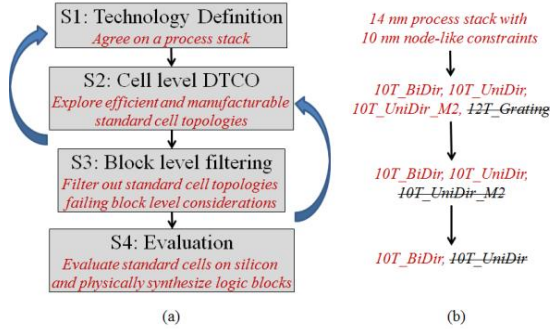 S1: Technology Definition
Agree on a process stack
S2: Cell level DTCO
Explore efficient and manufacturable
standard cell topologies
S3: Block level filtering
Filter out standard cell topologies
failing block level considerations
S4: Evaluation
Evaluate standard cells on silicon
and physically synthesize logic blocks
(a)
14 nm process stack with
10 nm node-like constraints
10T_BiDir, 10T_UniDir,
10T_UniDir_M2, 12T_Grating
10T_BiDir, 10T_UniDir,
10T_UniDir_M2
10T_BiDir, 10T_UniDir
(b)